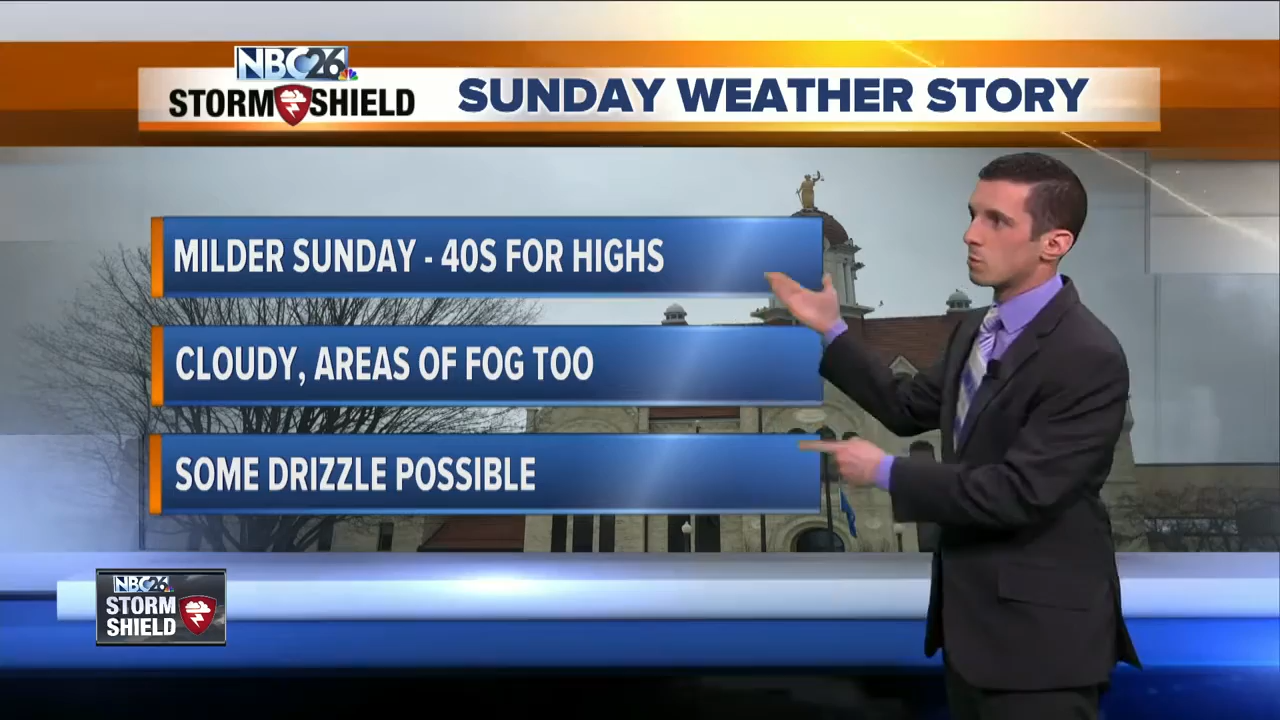 NBC26
STORM SHIELD
SUNDAY WEATHER STORY
MILDER SUNDAY - 40S FOR HIGHS
CLOUDY, AREAS OF FOG TOO
SOME DRIZZLE POSSIBLE
NBC26
STORM
SHIELD